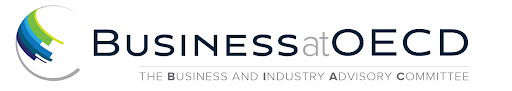 BUSINESSatOECD
THE BUSINESS AND INDUSTRY ADVISORY COMMITTEE